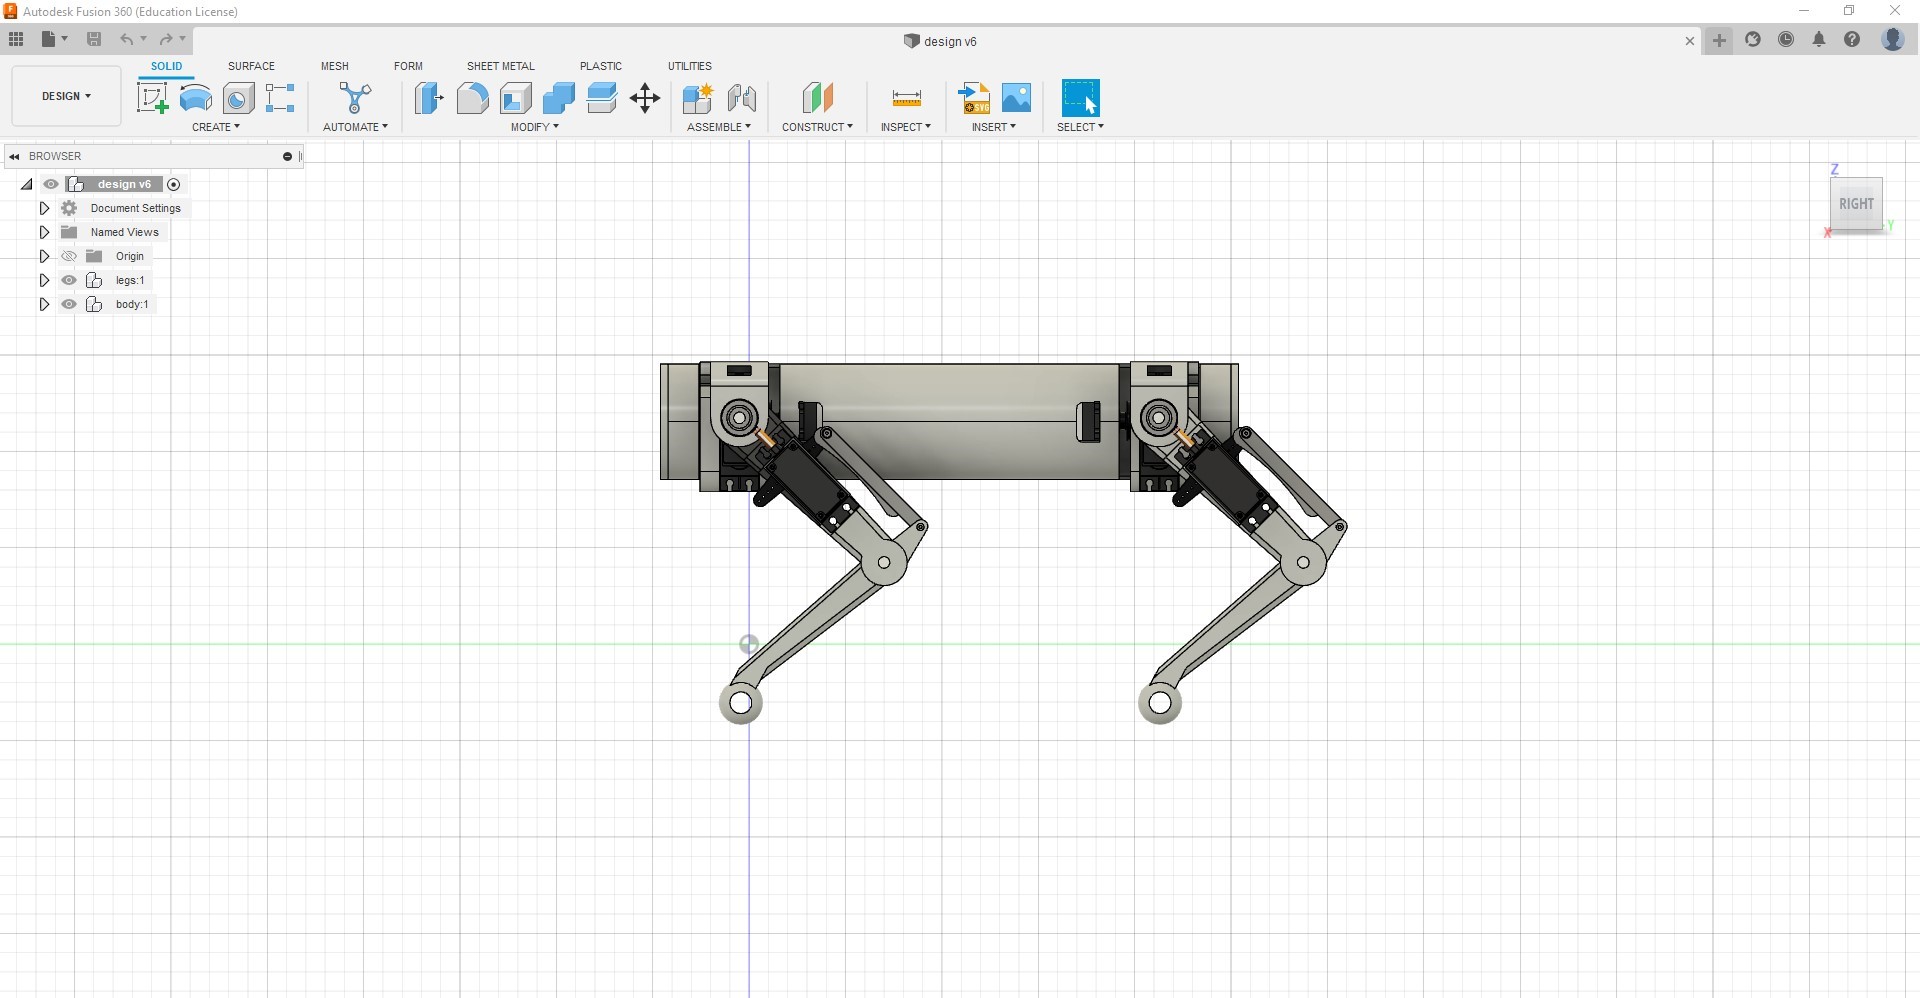 Autodesk Fusion 360 (Education License)
design v6
DESIGN
SOLID SURFACE MESH FORM SHEET METAL PLASTIC UTILITIES
SVG
CREATE AUTOMATE MODIFY ASSEMBLE CONSTRUCT INSPECT INSERT SELECT
BROWSER
design v6
Document Settings
Named Views
Origin
legs:1
body:1
Z
RIGHT
Y
X